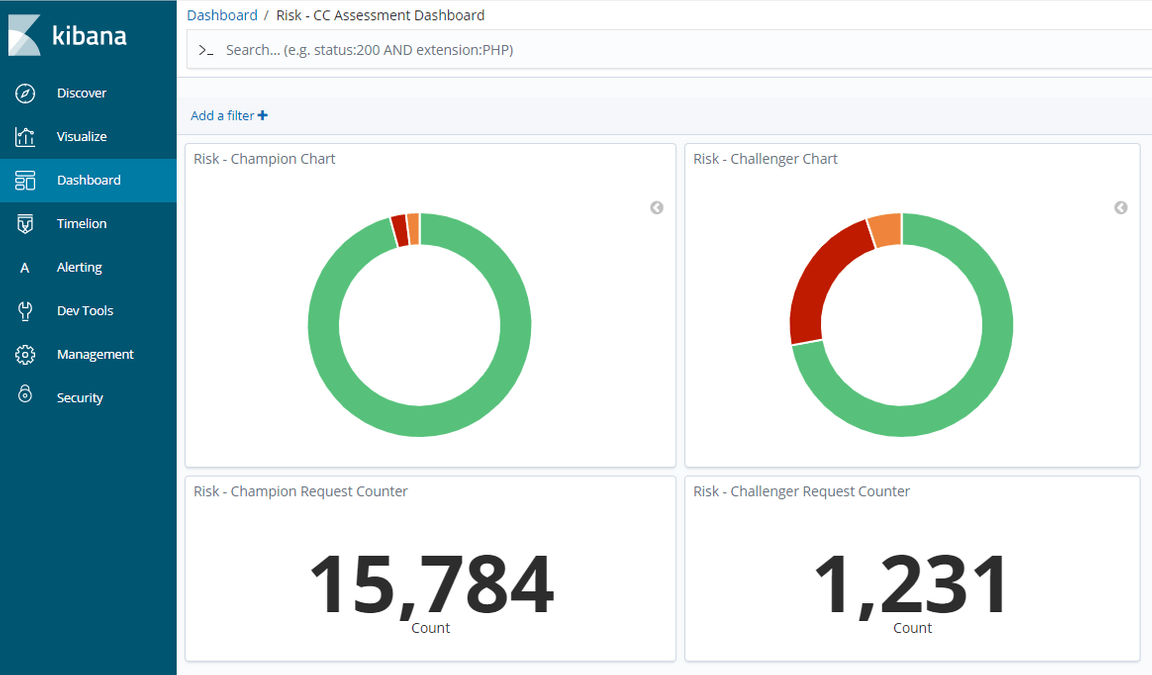 kibana
Discover
Visualize
Dashboard
Timelion
A Alerting
Dev Tools
Management
Security
Dashboard / Risk - CC Assessment Dashboard
>_ Search... (e.g. status:200 AND extension:PHP)
Add a filter +
Risk - Champion Chart
Risk - Challenger Chart
Risk - Champion Request Counter
15,784
Count
Risk - Challenger Request Counter
1,231
Count